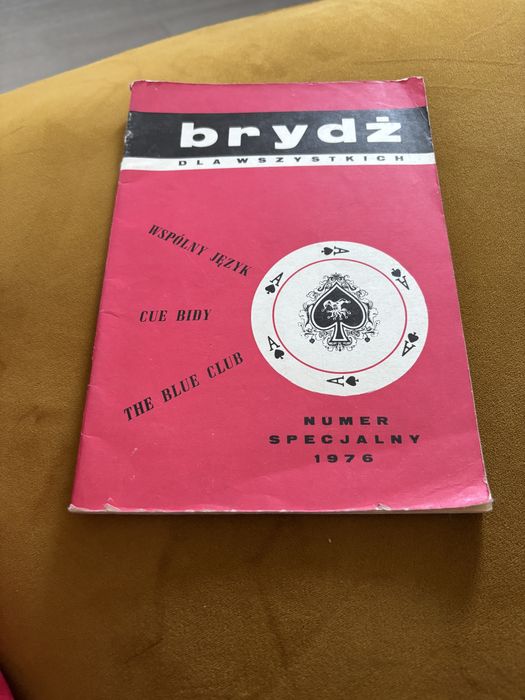 brydż
DLA WSZYSTKICH
WSPÓLNY JĘZYK
CUE BIDY
THE BLUE CLUB
A
A
A
A
A
A
NUMER
SPECJALNY
1976